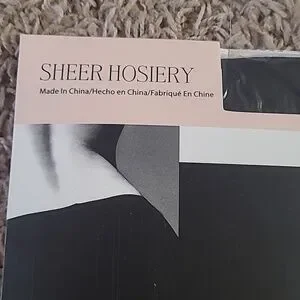 SHEER HOSIERY
Made In China/Hecho en China/Fabriqué En Chine